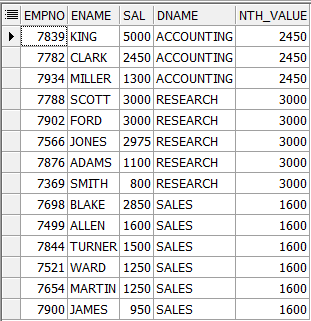 EMPNO ENAME SAL DNAME NTH_VALUE
7839 KING 5000 ACCOUNTING 2450
7782 CLARK 2450 ACCOUNTING 2450
7934 MILLER 1300 ACCOUNTING 2450
7788 SCOTT 3000 RESEARCH 3000
7902 FORD 3000 RESEARCH 3000
7566 JONES 2975 RESEARCH 3000
7876 ADAMS 1100 RESEARCH 3000
7369 SMITH 800 RESEARCH 3000
7698 BLAKE 2850 SALES 1600
7499 ALLEN 1600 SALES 1600
7844 TURNER 1500 SALES 1600
7521 WARD 1250 SALES 1600
7654 MARTIN 1250 SALES 1600
7900 JAMES 950 SALES 1600